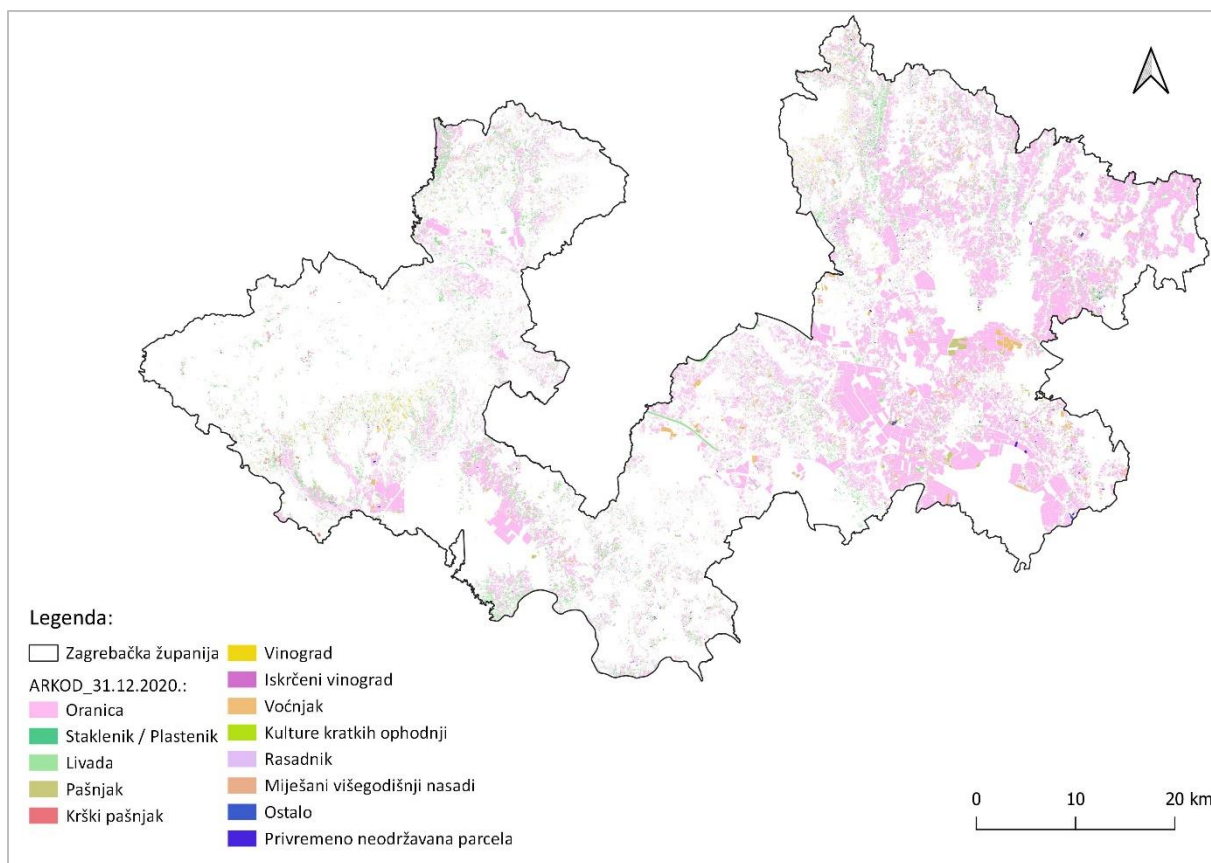 Legenda:
Zagrebačka županija
ARKOD_31.12.2020.:
Oranica
Staklenik / Plastenik
Livada
Pašnjak
Krški pašnjak
Vinograd
Iskrčeni vinograd
Voćnjak
Kulture kratkih ophodnji
Rasadnik
Miješani višegodišnji nasadi
Ostalo
Privremeno neodržavana parcela
0 10 20 km